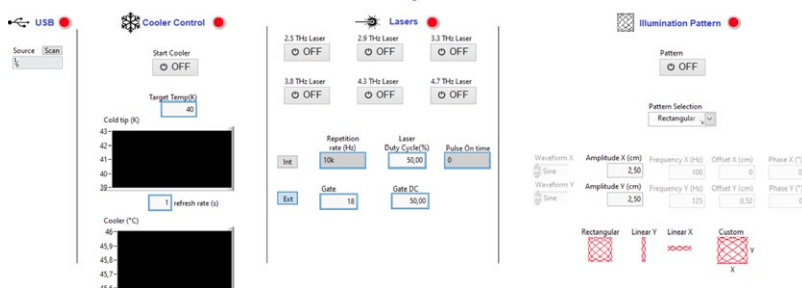 USB
Source Scan
Cooler Control
Start Cooler
OFF
Target Temp(K)
40
Cold tip (K)
43
42
41
40
39
1 refresh rate (s)
Cooler (°C)
46
45,9
45,8
45,7
45,6
Lasers
2.5 THz Laser 2.9 THz Laser 3.3 THz Laser
OFF OFF OFF
3.8 THz Laser 4.3 THz Laser 4.7 THz Laser
OFF OFF OFF
Repetition Laser
rate (Hz) Duty Cycle(%) Pulse On time
Int 10k 50,00 0
Gate Gate DC
Ext 18 50,00
Illumination Pattern
Pattern
OFF
Pattern Selection
Rectangular
Waveform X Amplitude X (cm) Frequency X (Hz) Offset X (cm) Phase X (°)
Sine 2,50 100 0 0
Waveform Y Amplitude Y (cm) Frequency Y (Hz) Offset Y (cm) Phase Y (°)
Sine 2,50 125 0,52 0
Rectangular Linear Y Linear X Custom
Y
X